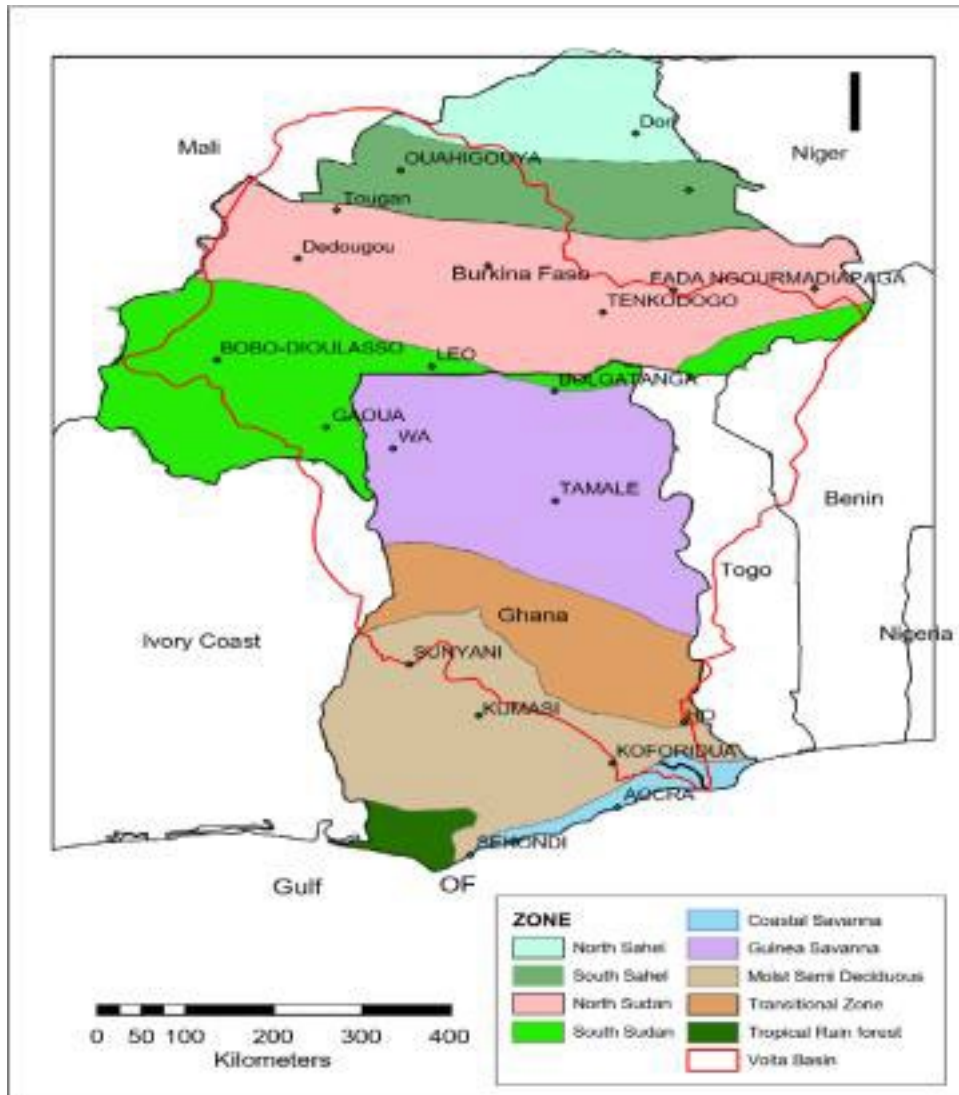 Mali
Dori
Niger
OUAHIGOUYA
Tougan
Dedougou
Burkina Faso
FADA NGOURMADIAPAGA
TENKODOGO
BOBO-DIOULASSO
LEO
BOLGATANGA
GAOUA
WA
TAMALE
Benin
Togo
Ghana
Ivory Coast
Nigeria
SUNYANI
KUMASI
HO
KOFORIDUA
ACCRA
SEKONDI
Gulf OF
ZONE
North Sahel
South Sahel
North Sudan
South Sudan
Coastal Savanna
Guinea Savanna
Moist Semi Deciduous
Transitional Zone
Tropical Rain forest
Volta Basin
0 50 100 200 300 400
Kilometers